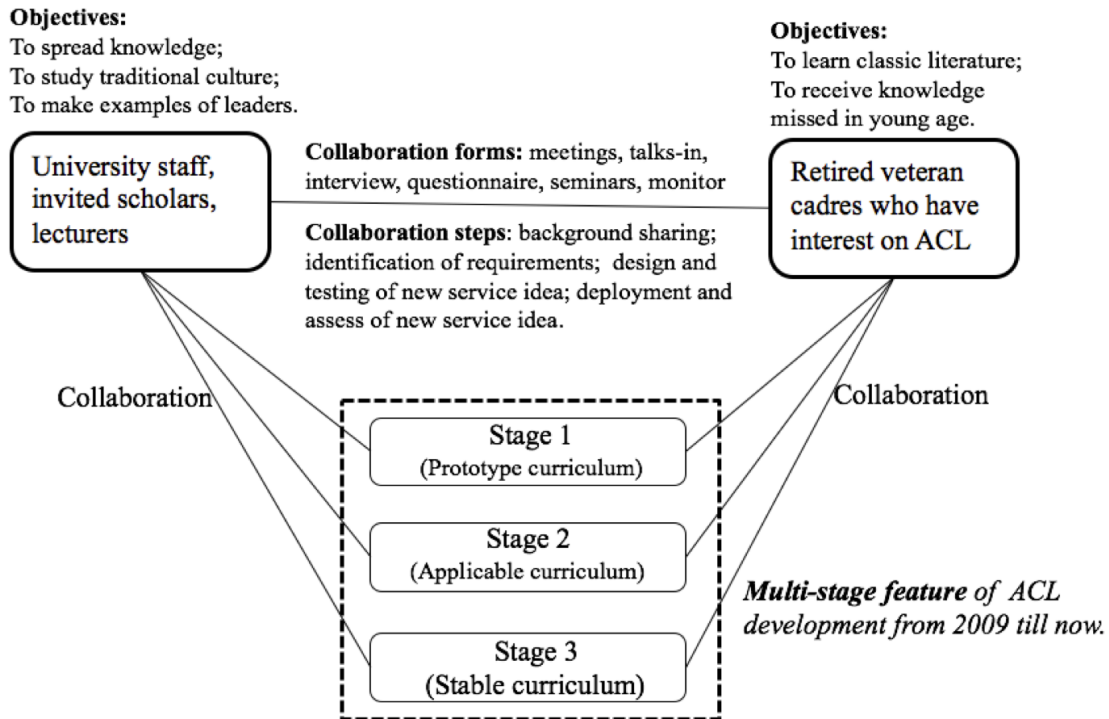 Objectives:
To spread knowledge;
To study traditional culture;
To make examples of leaders.
Objectives:
To learn classic literature;
To receive knowledge
missed in young age.
University staff,
invited scholars,
lecturers
Collaboration forms: meetings, talks-in,
interview, questionnaire, seminars, monitor
Collaboration steps: background sharing;
identification of requirements; design and
testing of new service idea; deployment and
assess of new service idea.
Retired veteran
cadres who have
interest on ACL
Collaboration
Collaboration
Stage 1
(Prototype curriculum)
Stage 2
(Applicable curriculum)
Stage 3
(Stable curriculum)
Multi-stage feature of ACL
development from 2009 till now.